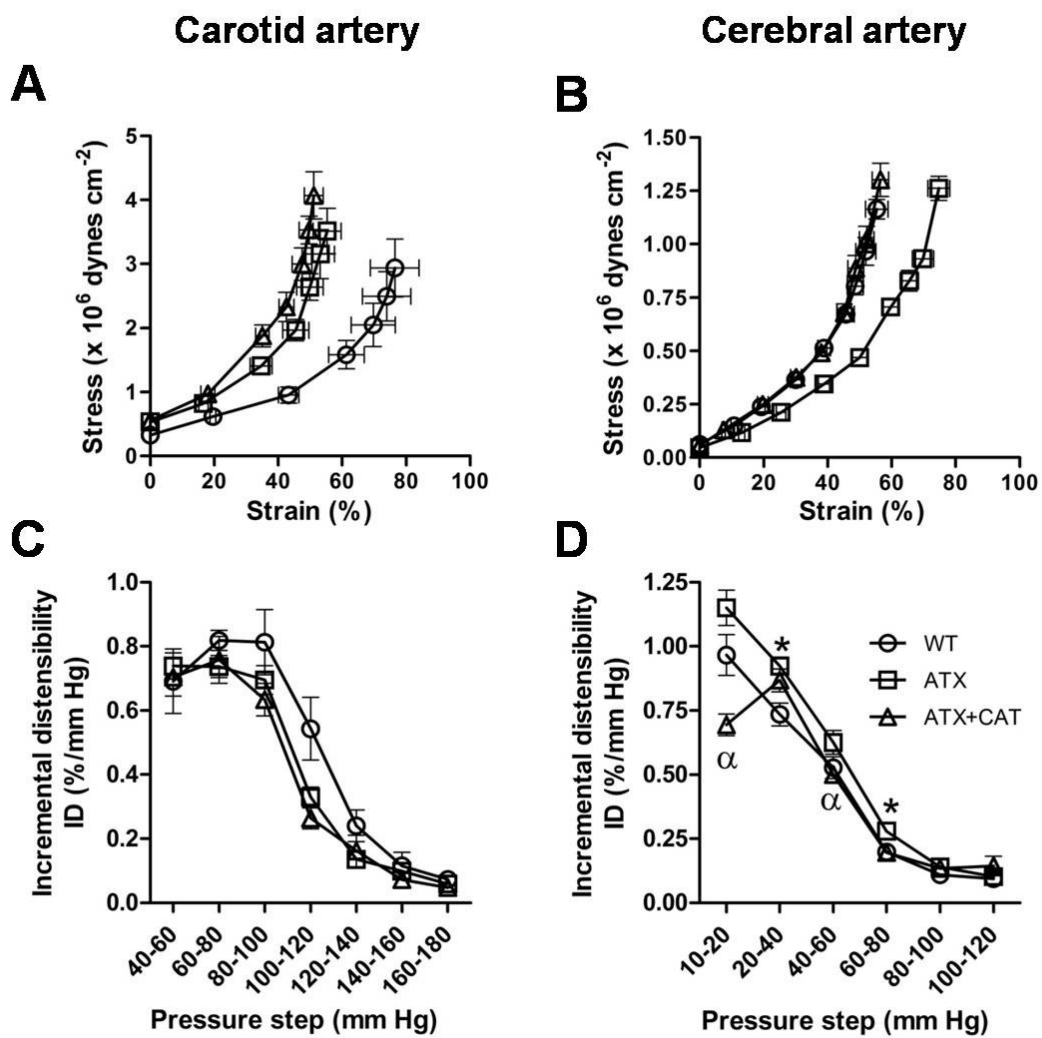 Carotid artery
Cerebral artery
A
B
Stress (x 10⁶ dynes cm⁻²)
5
4
3
2
1
0
0 20 40 60 80 100
Strain (%)
Stress (x 10⁶ dynes cm⁻²)
1.50
1.25
1.00
0.75
0.50
0.25
0.00
0 20 40 60 80 100
Strain (%)
C
D
Incremental distensibility
ID (%/mm Hg)
1.0
0.8
0.6
0.4
0.2
0.0
40-60 60-80 80-100 100-120 120-140 140-160 160-180
Pressure step (mm Hg)
Incremental distensibility
ID (%/mm Hg)
1.25
1.00
0.75
0.50
0.25
0.00
*
α
α
*
WT
ATX
ATX+CAT
10-20 20-40 40-60 60-80 80-100 100-120
Pressure step (mm Hg)